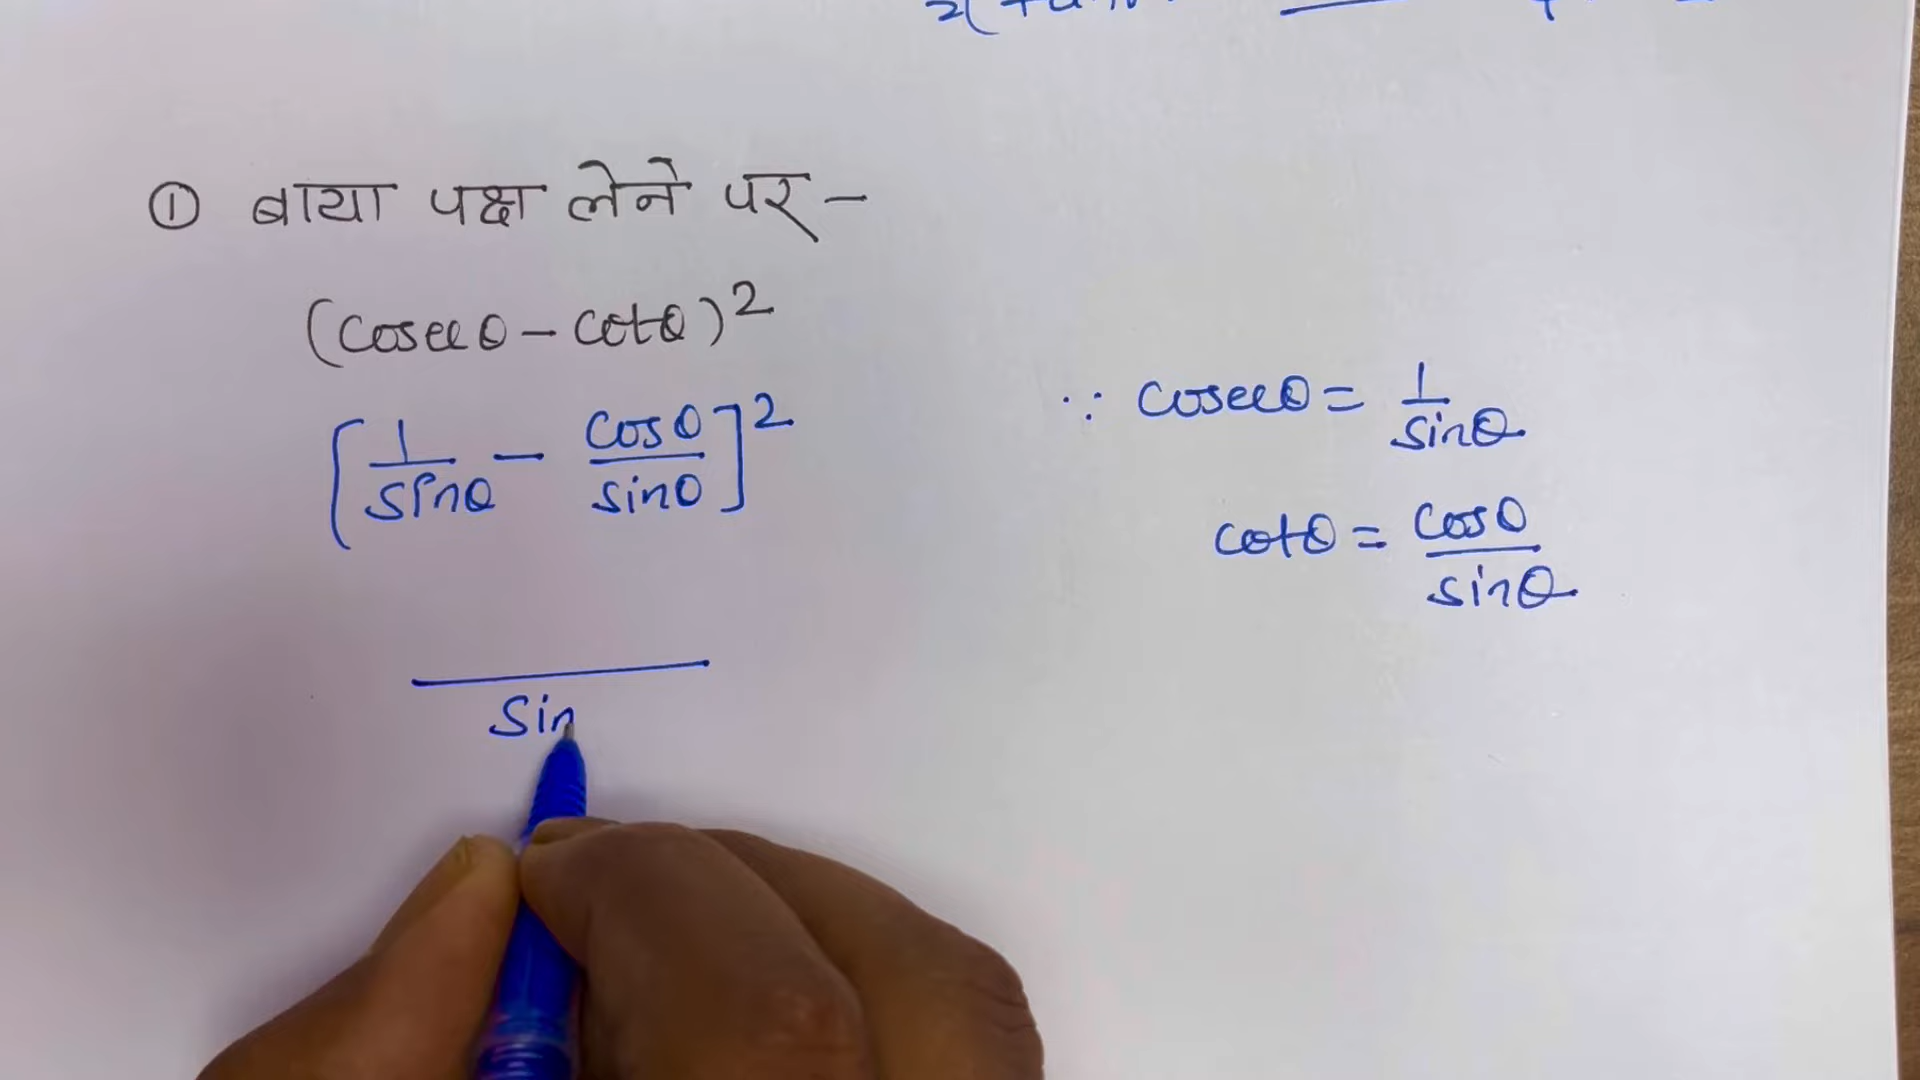 ① बाया पक्ष लेने पर –
(cosecθ – cotθ)²
[1/sinθ – cosθ/sinθ]²
∵ cosecθ = 1/sinθ
cotθ = cosθ/sinθ
sin